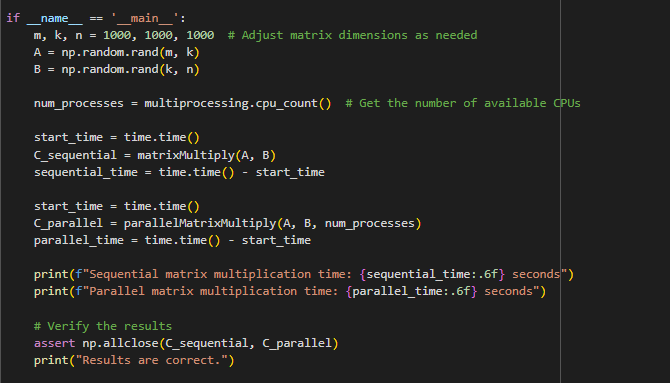 if __name__ == '__main__':
    m, k, n = 1000, 1000, 1000  # Adjust matrix dimensions as needed
    A = np.random.rand(m, k)
    B = np.random.rand(k, n)

    num_processes = multiprocessing.cpu_count()  # Get the number of available CPUs

    start_time = time.time()
    C_sequential = matrixMultiply(A, B)
    sequential_time = time.time() - start_time

    start_time = time.time()
    C_parallel = parallelMatrixMultiply(A, B, num_processes)
    parallel_time = time.time() - start_time

    print(f"Sequential matrix multiplication time: {sequential_time:.6f} seconds")
    print(f"Parallel matrix multiplication time: {parallel_time:.6f} seconds")

    # Verify the results
    assert np.allclose(C_sequential, C_parallel)
    print("Results are correct.")